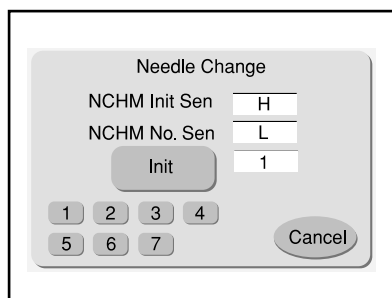 Needle Change
NCHM Init Sen H
NCHM No. Sen L
Init 1
1 2 3 4
5 6 7
Cancel